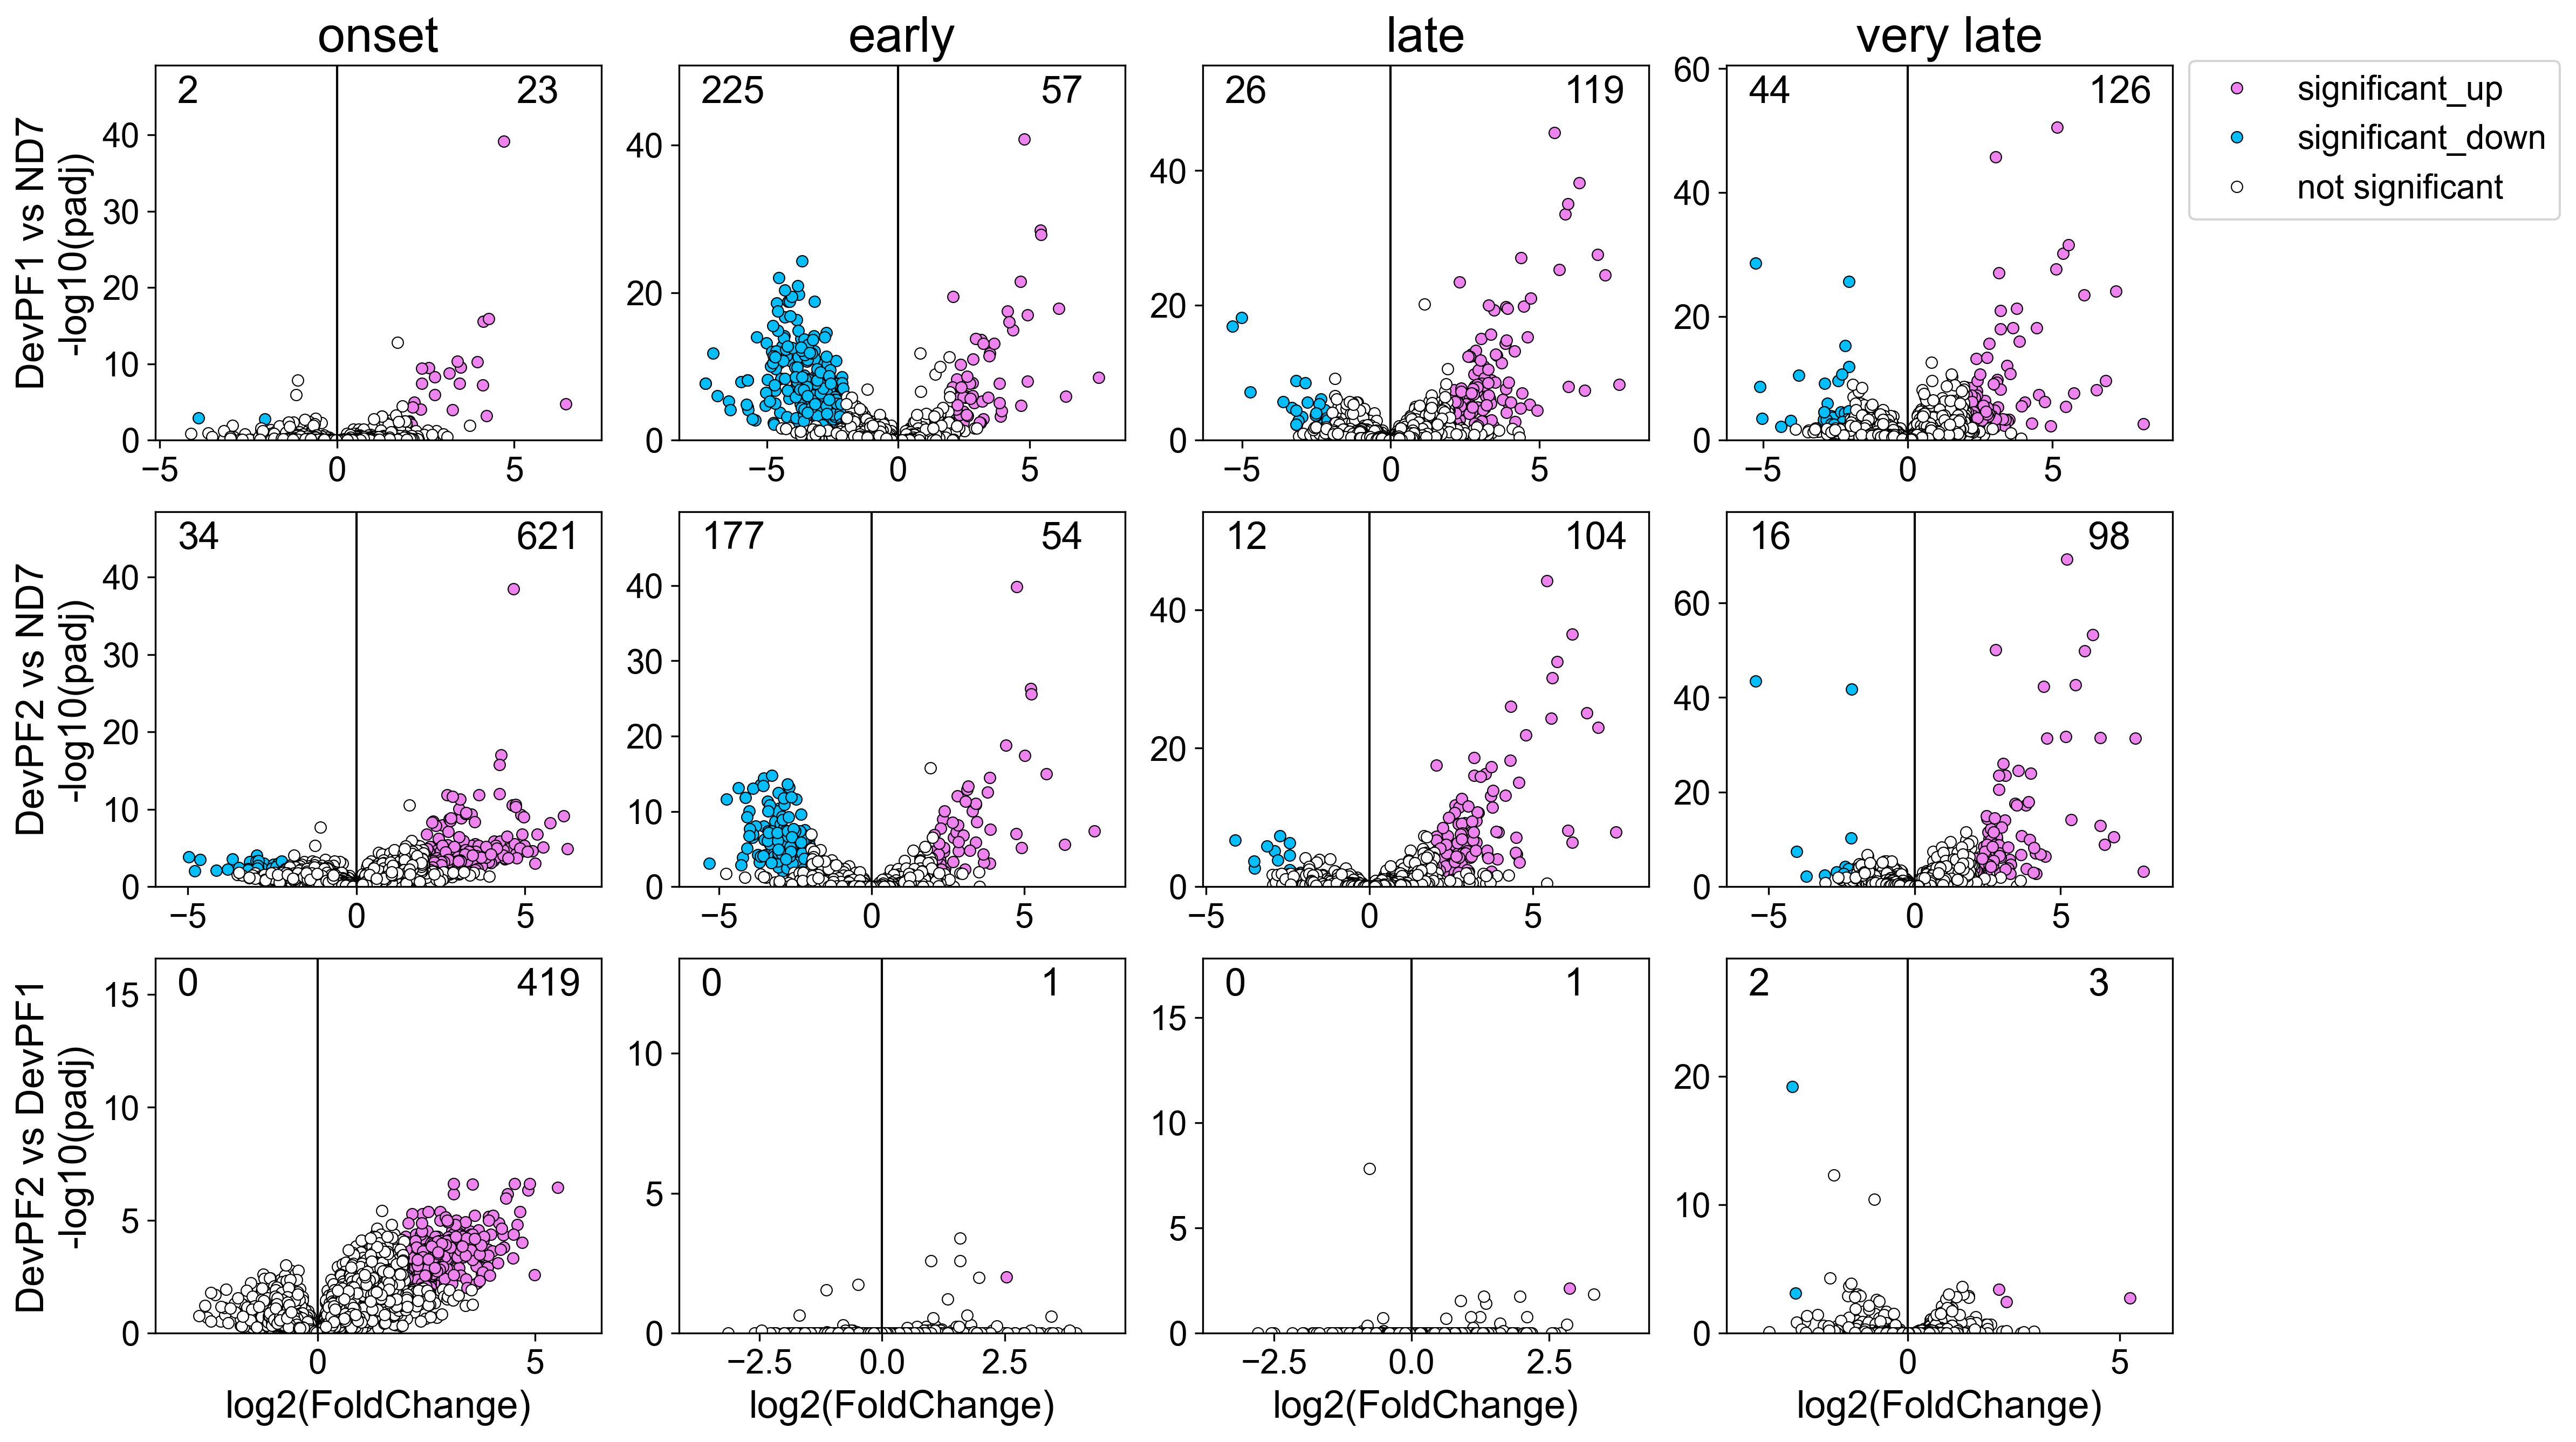 onset early late very late
DevPF1 vs ND7
-log10(padj)
2 23
40
30
20
10
0
−5 0 5
225 57
40
20
0
−5 0 5
26 119
40
20
0
−5 0 5
44 126
60
40
20
0
−5 0 5
significant_up
significant_down
not significant
DevPF2 vs ND7
-log10(padj)
34 621
40
30
20
10
0
−5 0 5
177 54
40
30
20
10
0
−5 0 5
12 104
40
20
0
−5 0 5
16 98
60
40
20
0
−5 0 5
DevPF2 vs DevPF1
-log10(padj)
0 419
15
10
5
0
0 5
log2(FoldChange)
0 1
10
5
0
−2.5 0.0 2.5
log2(FoldChange)
0 1
15
10
5
0
−2.5 0.0 2.5
log2(FoldChange)
2 3
20
10
0
0 5
log2(FoldChange)